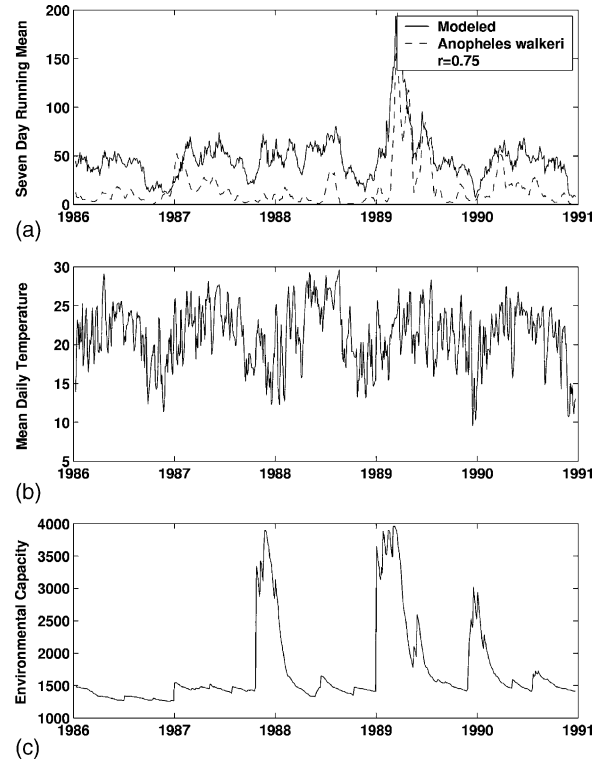 Seven Day Running Mean
200
150
100
50
0
Modeled
Anopheles walkeri
r=0.75
1986 1987 1988 1989 1990 1991
(a)
Mean Daily Temperature
30
25
20
15
10
5
1986 1987 1988 1989 1990 1991
(b)
Environmental Capacity
4000
3500
3000
2500
2000
1500
1000
1986 1987 1988 1989 1990 1991
(c)